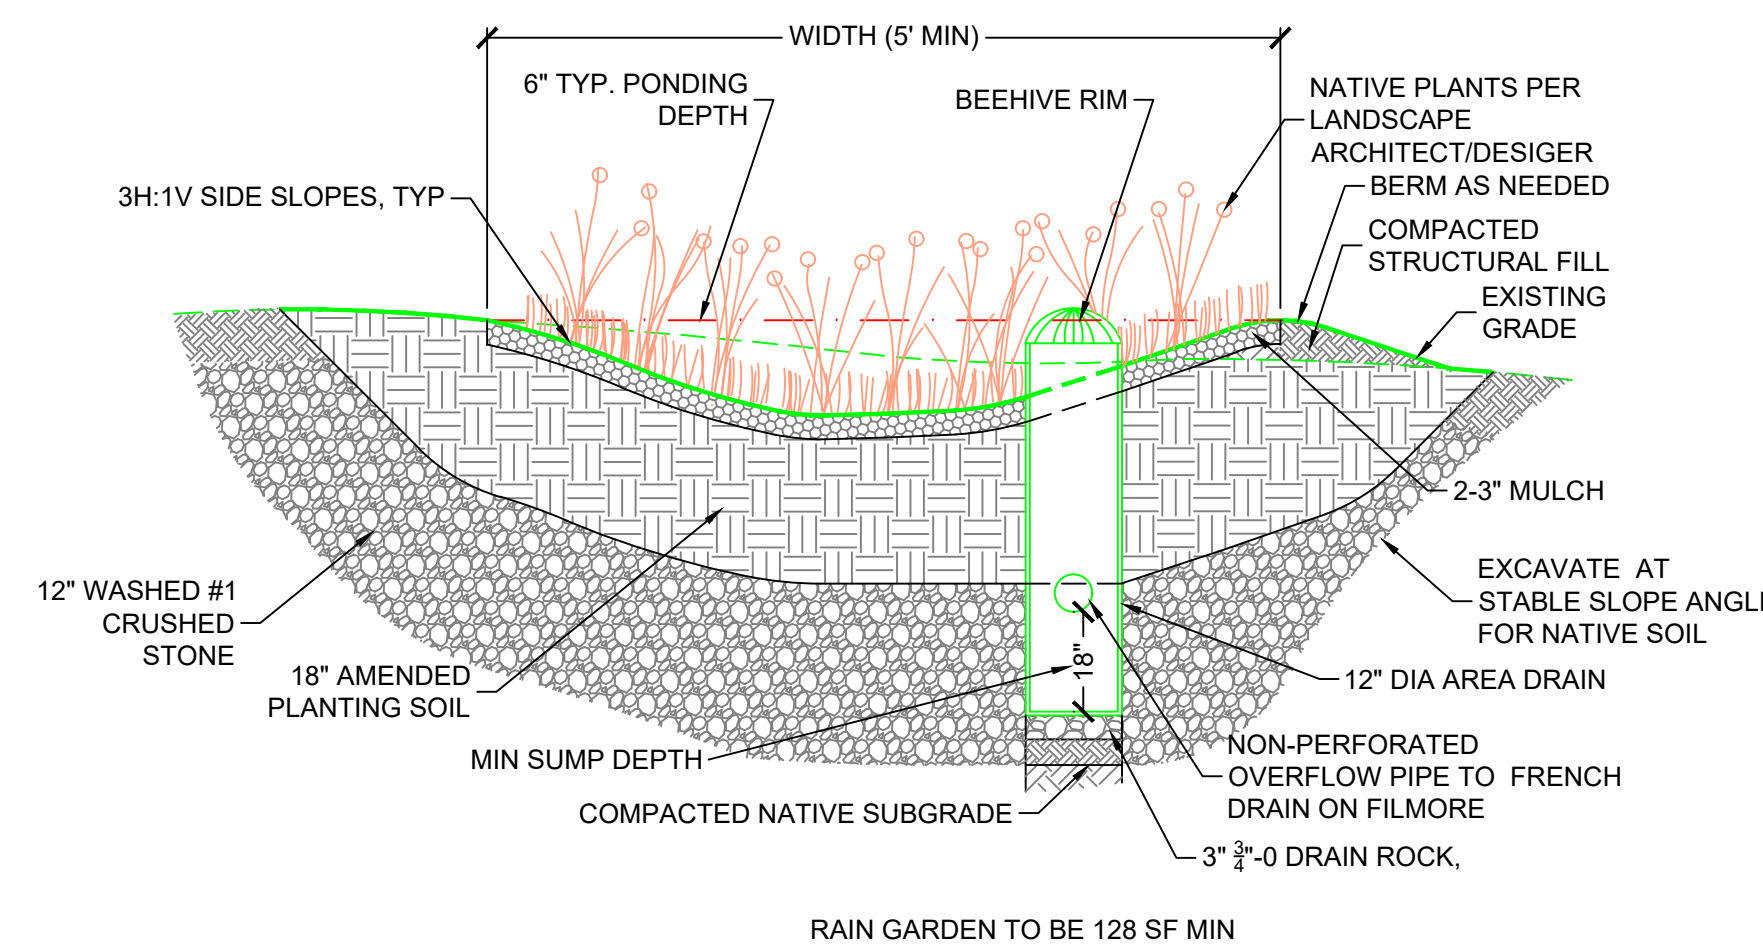 WIDTH (5' MIN)
6" TYP. PONDING
DEPTH
BEEHIVE RIM
NATIVE PLANTS PER
LANDSCAPE
ARCHITECT/DESIGER
BERM AS NEEDED
COMPACTED
STRUCTURAL FILL
EXISTING
GRADE
3H:1V SIDE SLOPES, TYP
2-3" MULCH
EXCAVATE AT
STABLE SLOPE ANGLE
FOR NATIVE SOIL
12" WASHED #1
CRUSHED
STONE
18" AMENDED
PLANTING SOIL
18"
12" DIA AREA DRAIN
MIN SUMP DEPTH
NON-PERFORATED
OVERFLOW PIPE TO FRENCH
DRAIN ON FILMORE
COMPACTED NATIVE SUBGRADE
3" 3/4"-0 DRAIN ROCK,
RAIN GARDEN TO BE 128 SF MIN